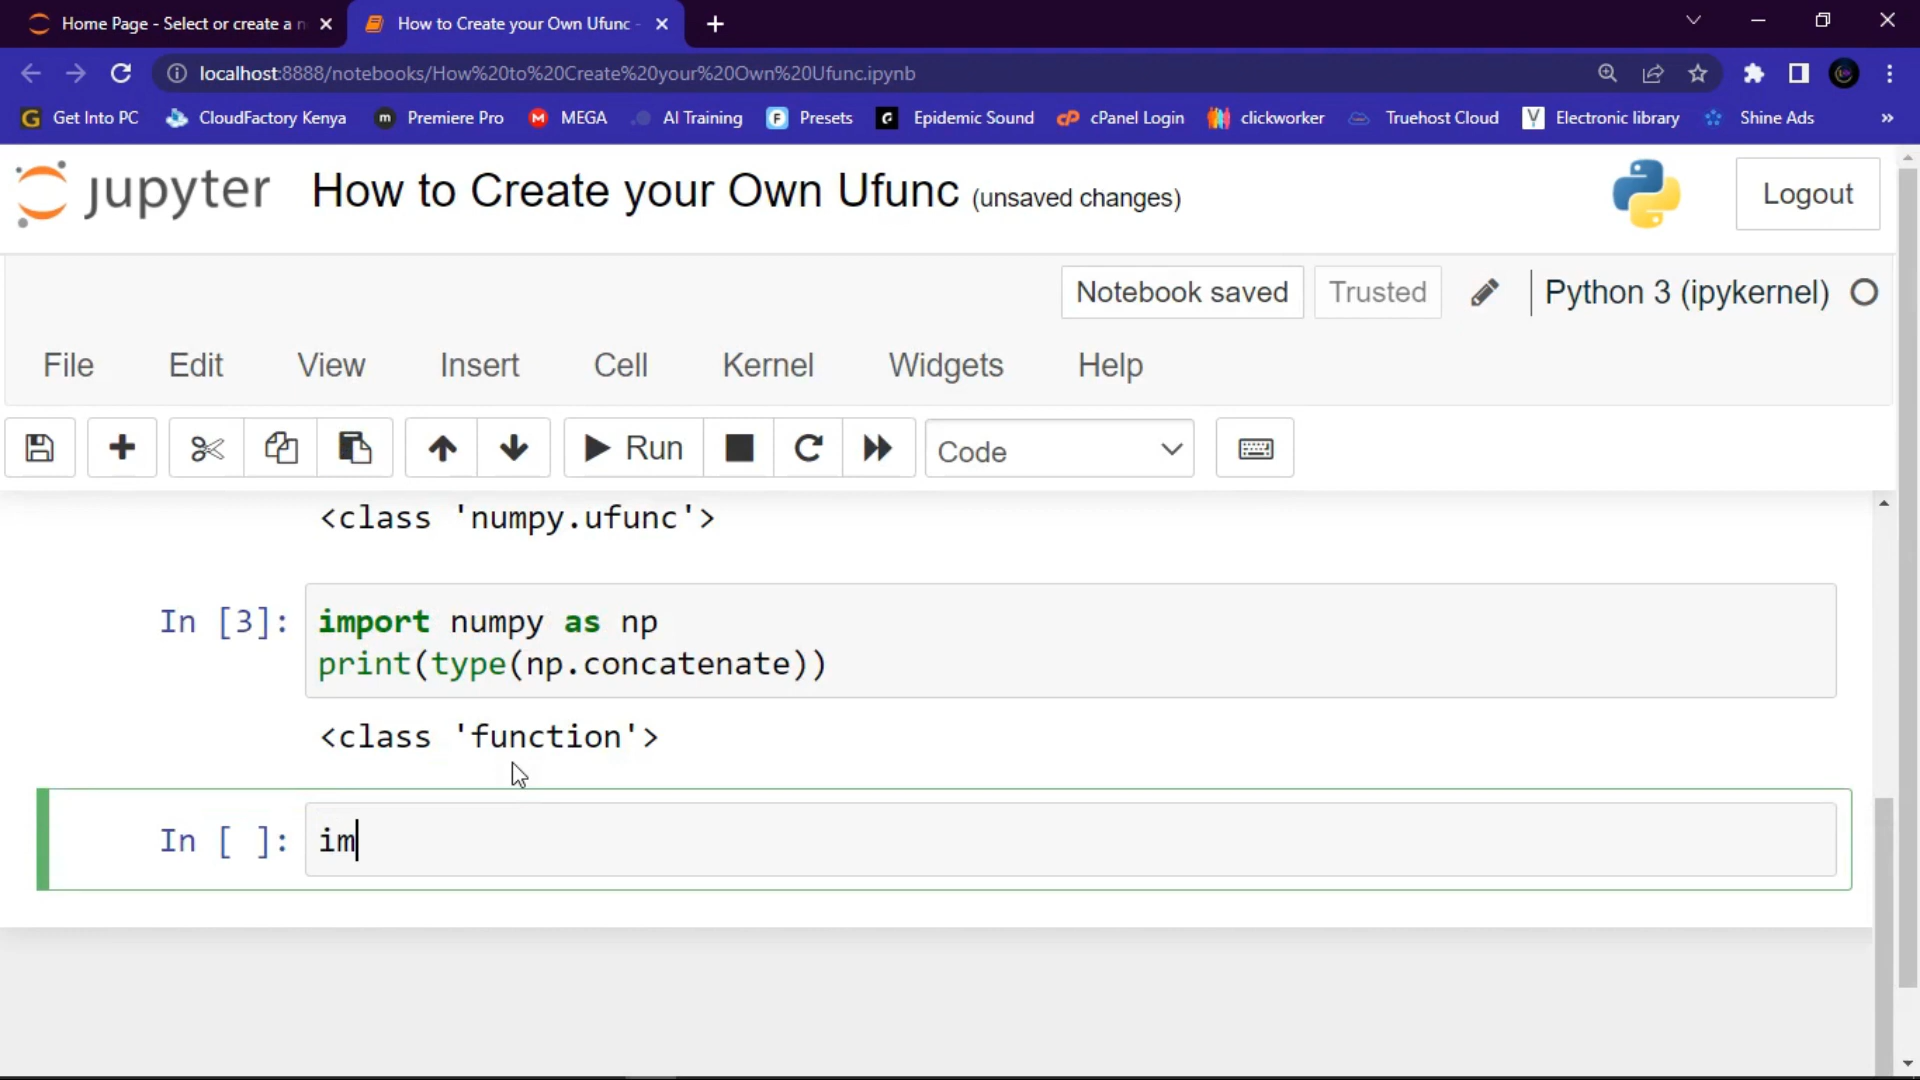 Home Page - Select or create a n
How to Create your Own Ufunc -
localhost:8888/notebooks/How%20to%20Create%20your%20Own%20Ufunc.ipynb
Get Into PC
CloudFactory Kenya
Premiere Pro
MEGA
AI Training
Presets
Epidemic Sound
cPanel Login
clickworker
Truehost Cloud
Electronic library
Shine Ads
»
jupyter How to Create your Own Ufunc (unsaved changes)
Logout
Notebook saved
Trusted
Python 3 (ipykernel)
File
Edit
View
Insert
Cell
Kernel
Widgets
Help
Run
Code
<class 'numpy.ufunc'>
In [3]: import numpy as np
print(type(np.concatenate))
<class 'function'>
In [ ]: im